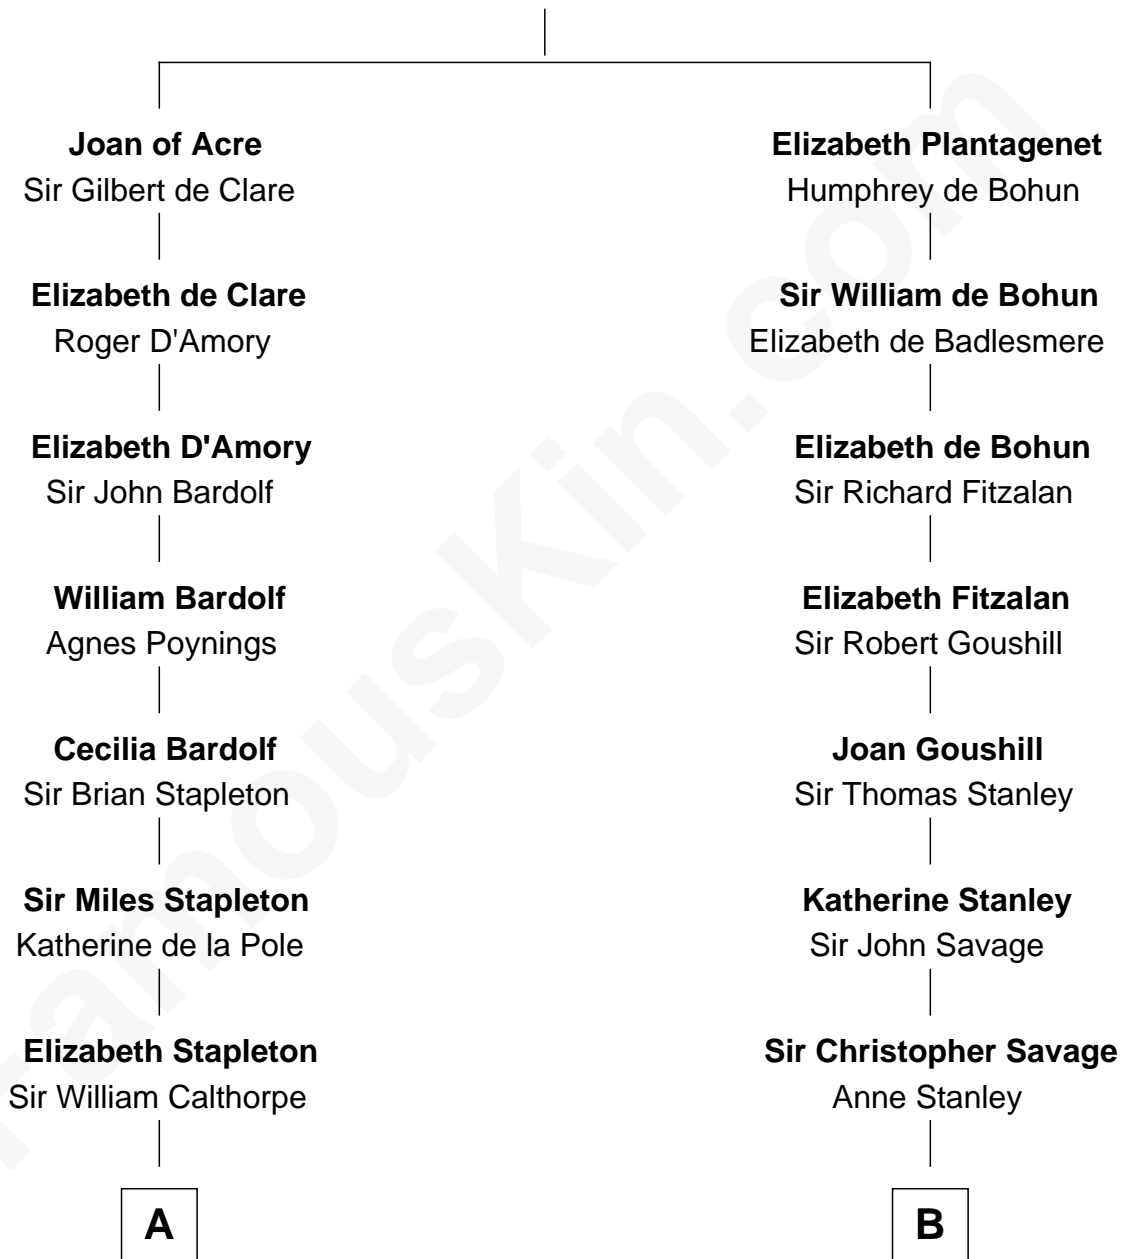 Joan of Acre
Sir Gilbert de Clare
Elizabeth de Clare
Roger D'Amory
Elizabeth D'Amory
Sir John Bardolf
William Bardolf
Agnes Poynings
Cecilia Bardolf
Sir Brian Stapleton
Sir Miles Stapleton
Katherine de la Pole
Elizabeth Stapleton
Sir William Calthorpe
A
Elizabeth Plantagenet
Humphrey de Bohun
Sir William de Bohun
Elizabeth de Badlesmere
Elizabeth de Bohun
Sir Richard Fitzalan
Elizabeth Fitzalan
Sir Robert Goushill
Joan Goushill
Sir Thomas Stanley
Katherine Stanley
Sir John Savage
Sir Christopher Savage
Anne Stanley
B
famouskin.com